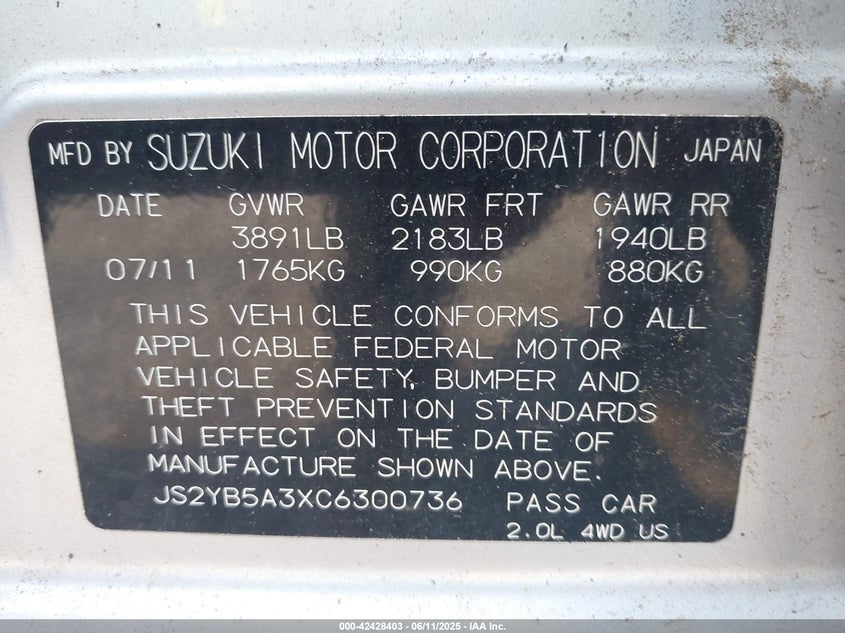 MFD BY SUZUKI MOTOR CORPORATION JAPAN
DATE GVWR GAWR FRT GAWR RR
3891LB 2183LB 1940LB
07/11 1765KG 990KG 880KG
THIS VEHICLE CONFORMS TO ALL
APPLICABLE FEDERAL MOTOR
VEHICLE SAFETY, BUMPER AND
THEFT PREVENTION STANDARDS
IN EFFECT ON THE DATE OF
MANUFACTURE SHOWN ABOVE.
JS2YB5A3XC6300736 PASS CAR
2.0L 4WD US
000-42428403 - 06/11/2025 - IAA Inc.